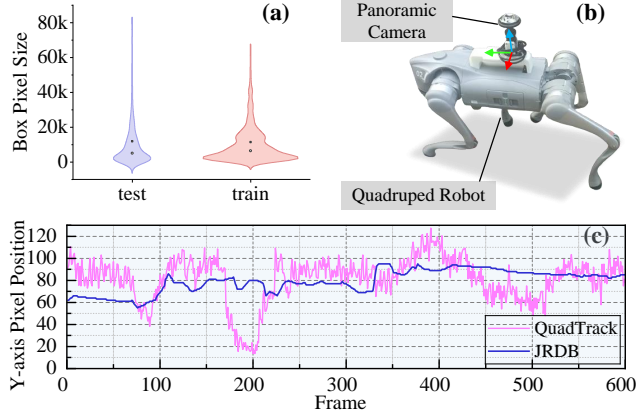 (a)
Box Pixel Size
80k
60k
40k
20k
0
test
train
Panoramic
Camera
(b)
Quadruped Robot
(c)
Y-axis Pixel Position
120
100
80
60
40
20
0
QuadTrack
JRDB
0 100 200 300 400 500 600
Frame